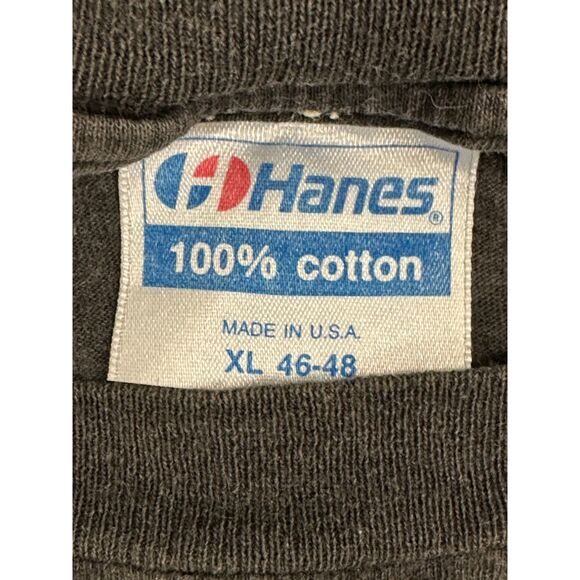 Hanes®
100% cotton
MADE IN U.S.A.
XL 46-48